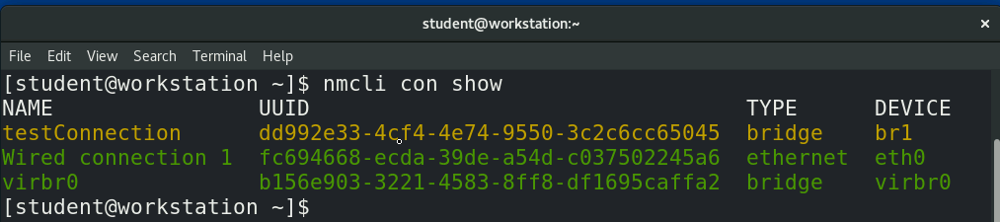 student@workstation:~ ×
File Edit View Search Terminal Help
[student@workstation ~]$ nmcli con show
NAME UUID TYPE DEVICE
testConnection dd992e33-4cf4-4e74-9550-3c2c6cc65045 bridge br1
Wired connection 1 fc694668-ecda-39de-a54d-c037502245a6 ethernet eth0
virbr0 b156e903-3221-4583-8ff8-df1695caffa2 bridge virbr0
[student@workstation ~]$